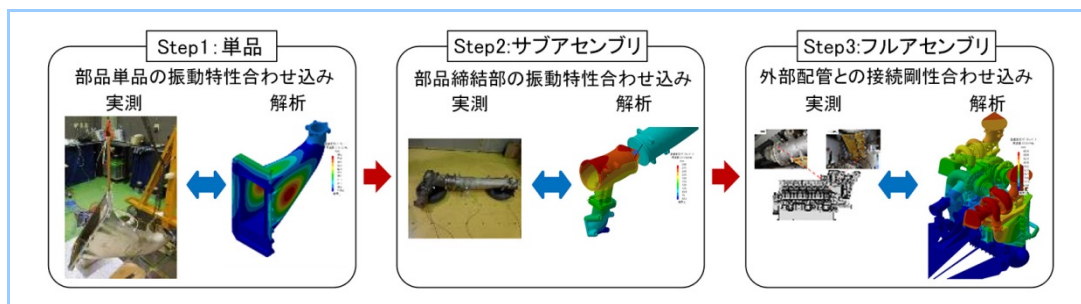 Step1:単品
部品単品の振動特性合わせ込み
実測
解析
Step2:サブアセンブリ
部品締結部の振動特性合わせ込み
実測
解析
Step3:フルアセンブリ
外部配管との接続剛性合わせ込み
実測
解析